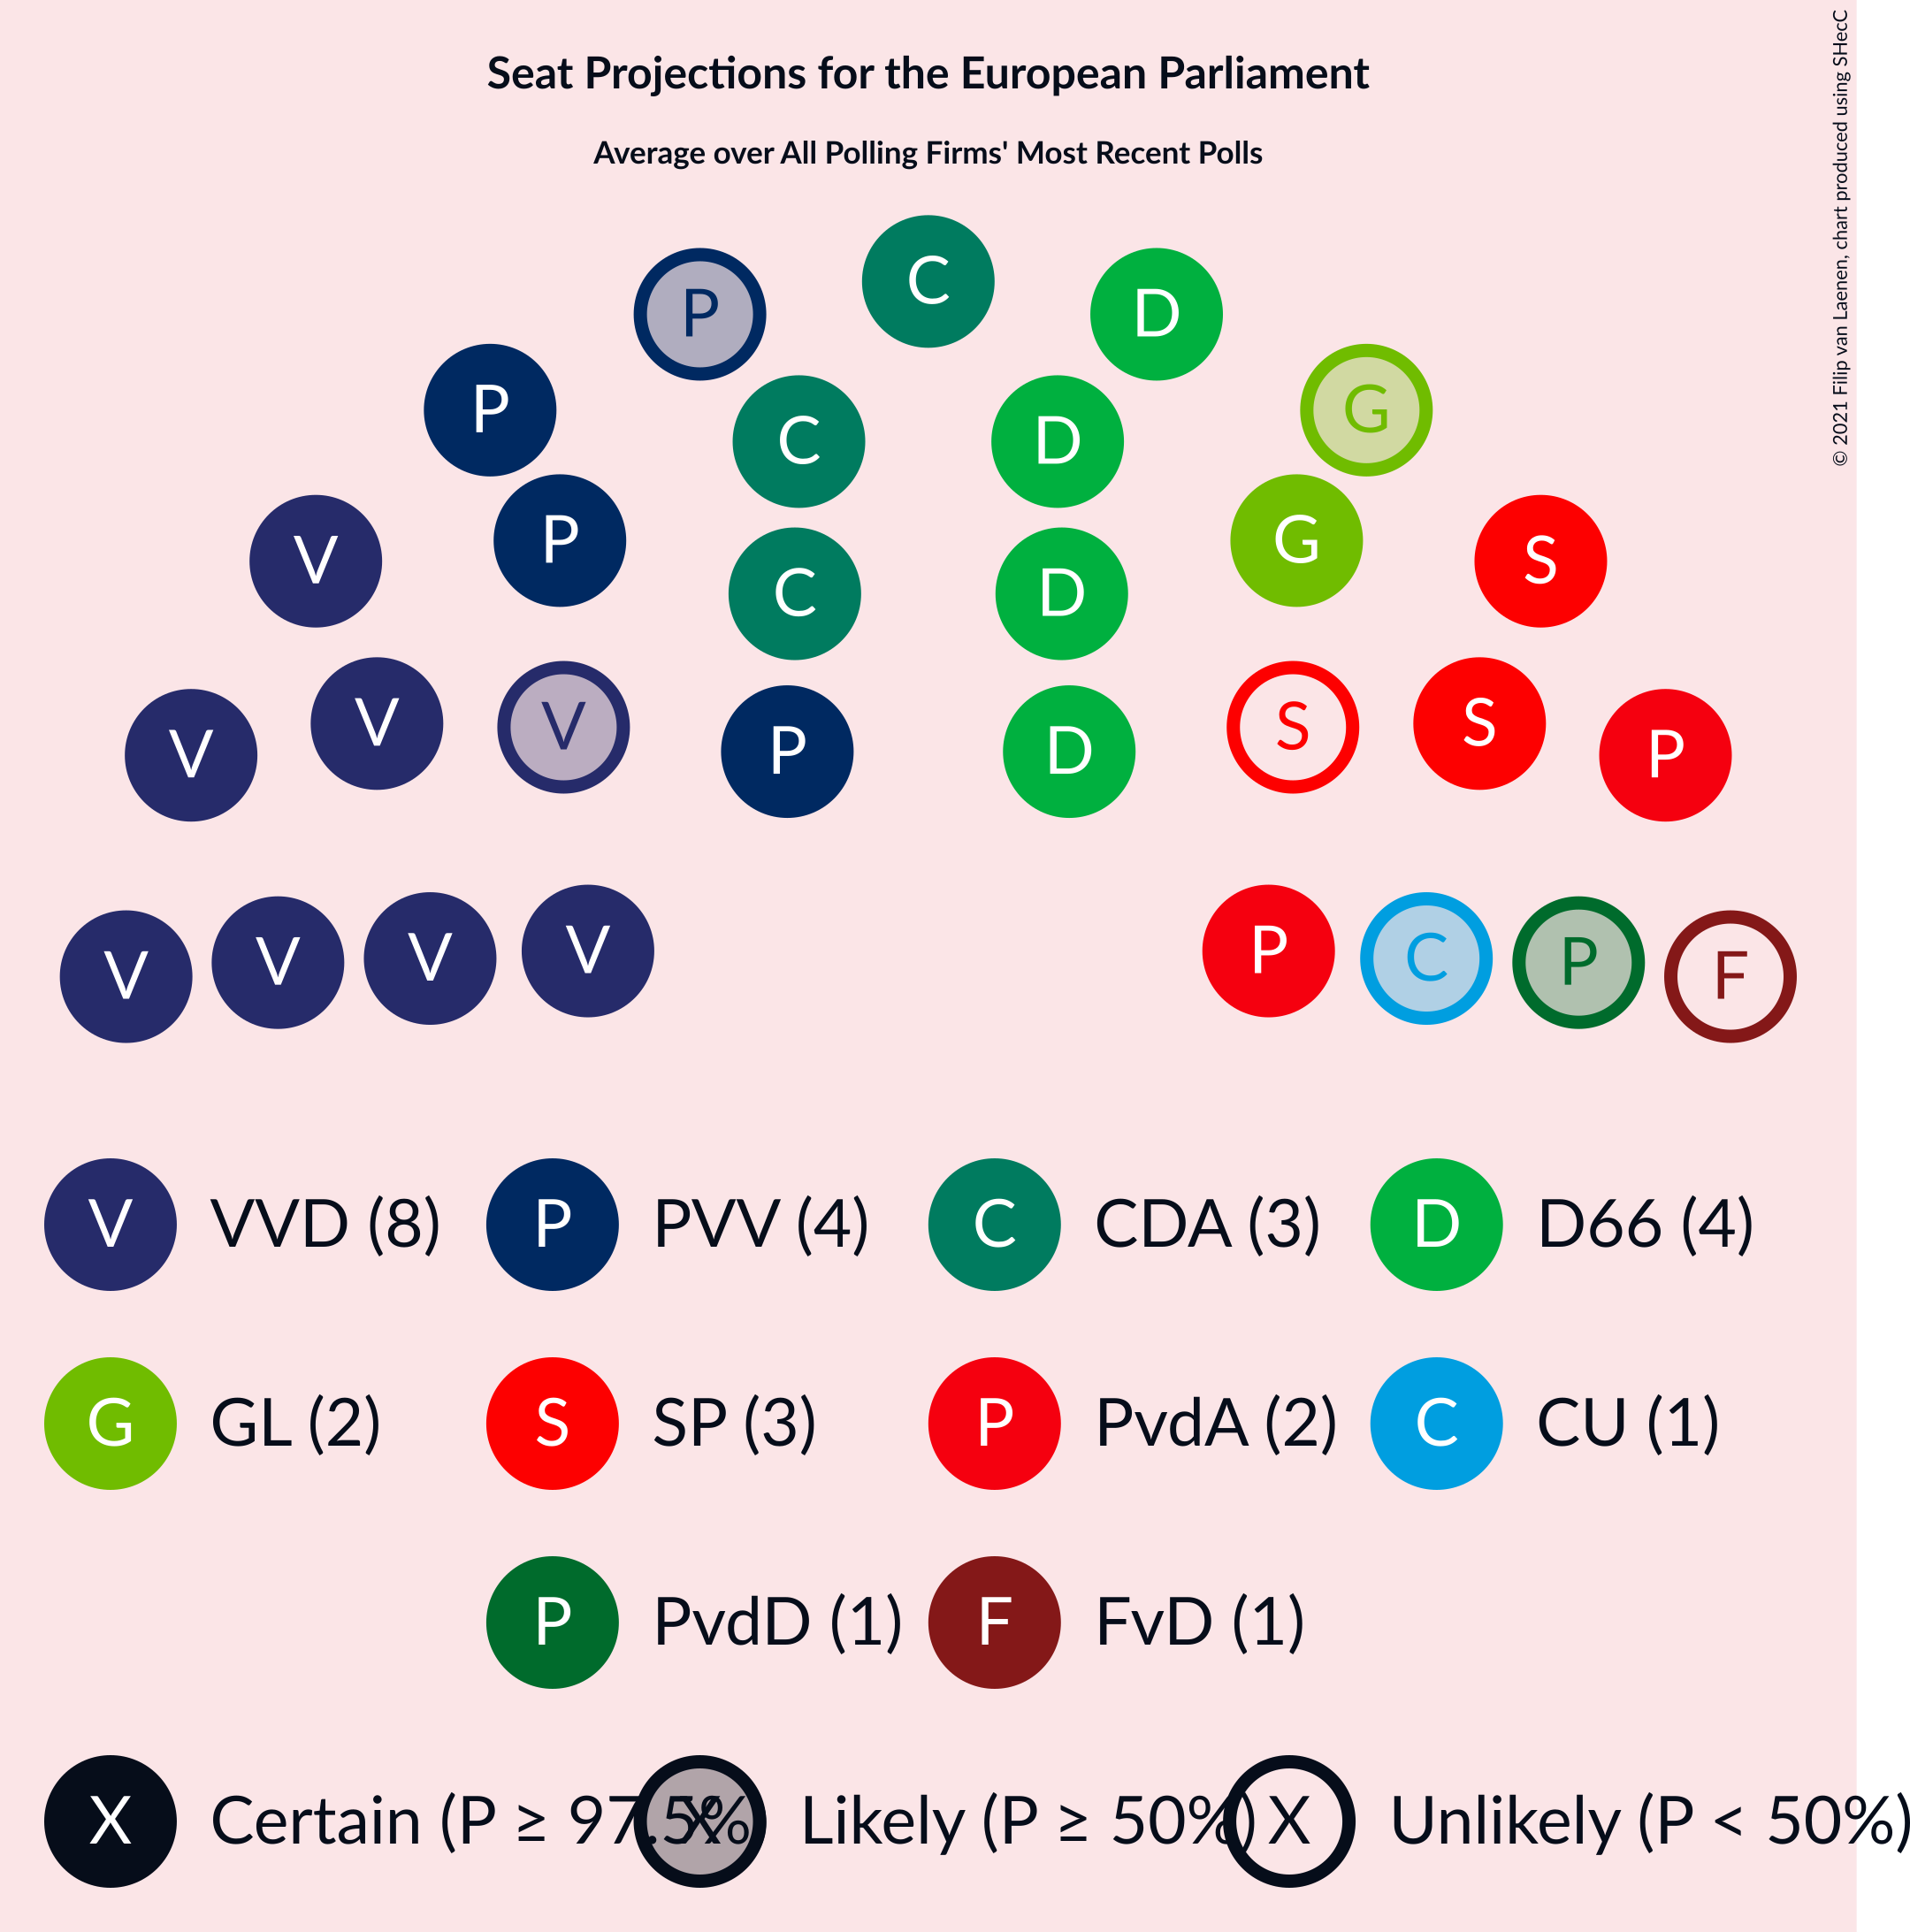 Seat Projections for the European Parliament
Average over All Polling Firms' Most Recent Polls
© 2021 Filip van Laenen, chart produced using SHecC
C
P D
P G
C D
P G
V S
C D
V V V P D S S P
V V V V P C P F
V VVD (8) P PVV (4) C CDA (3) D D66 (4)
G GL (2) S SP (3) P PvdA (2) C CU (1)
P PvdD (1) F FvD (1)
X Certain (P ≥ 97.5% X Likely (P ≥ 50%) X Unlikely (P < 50%)